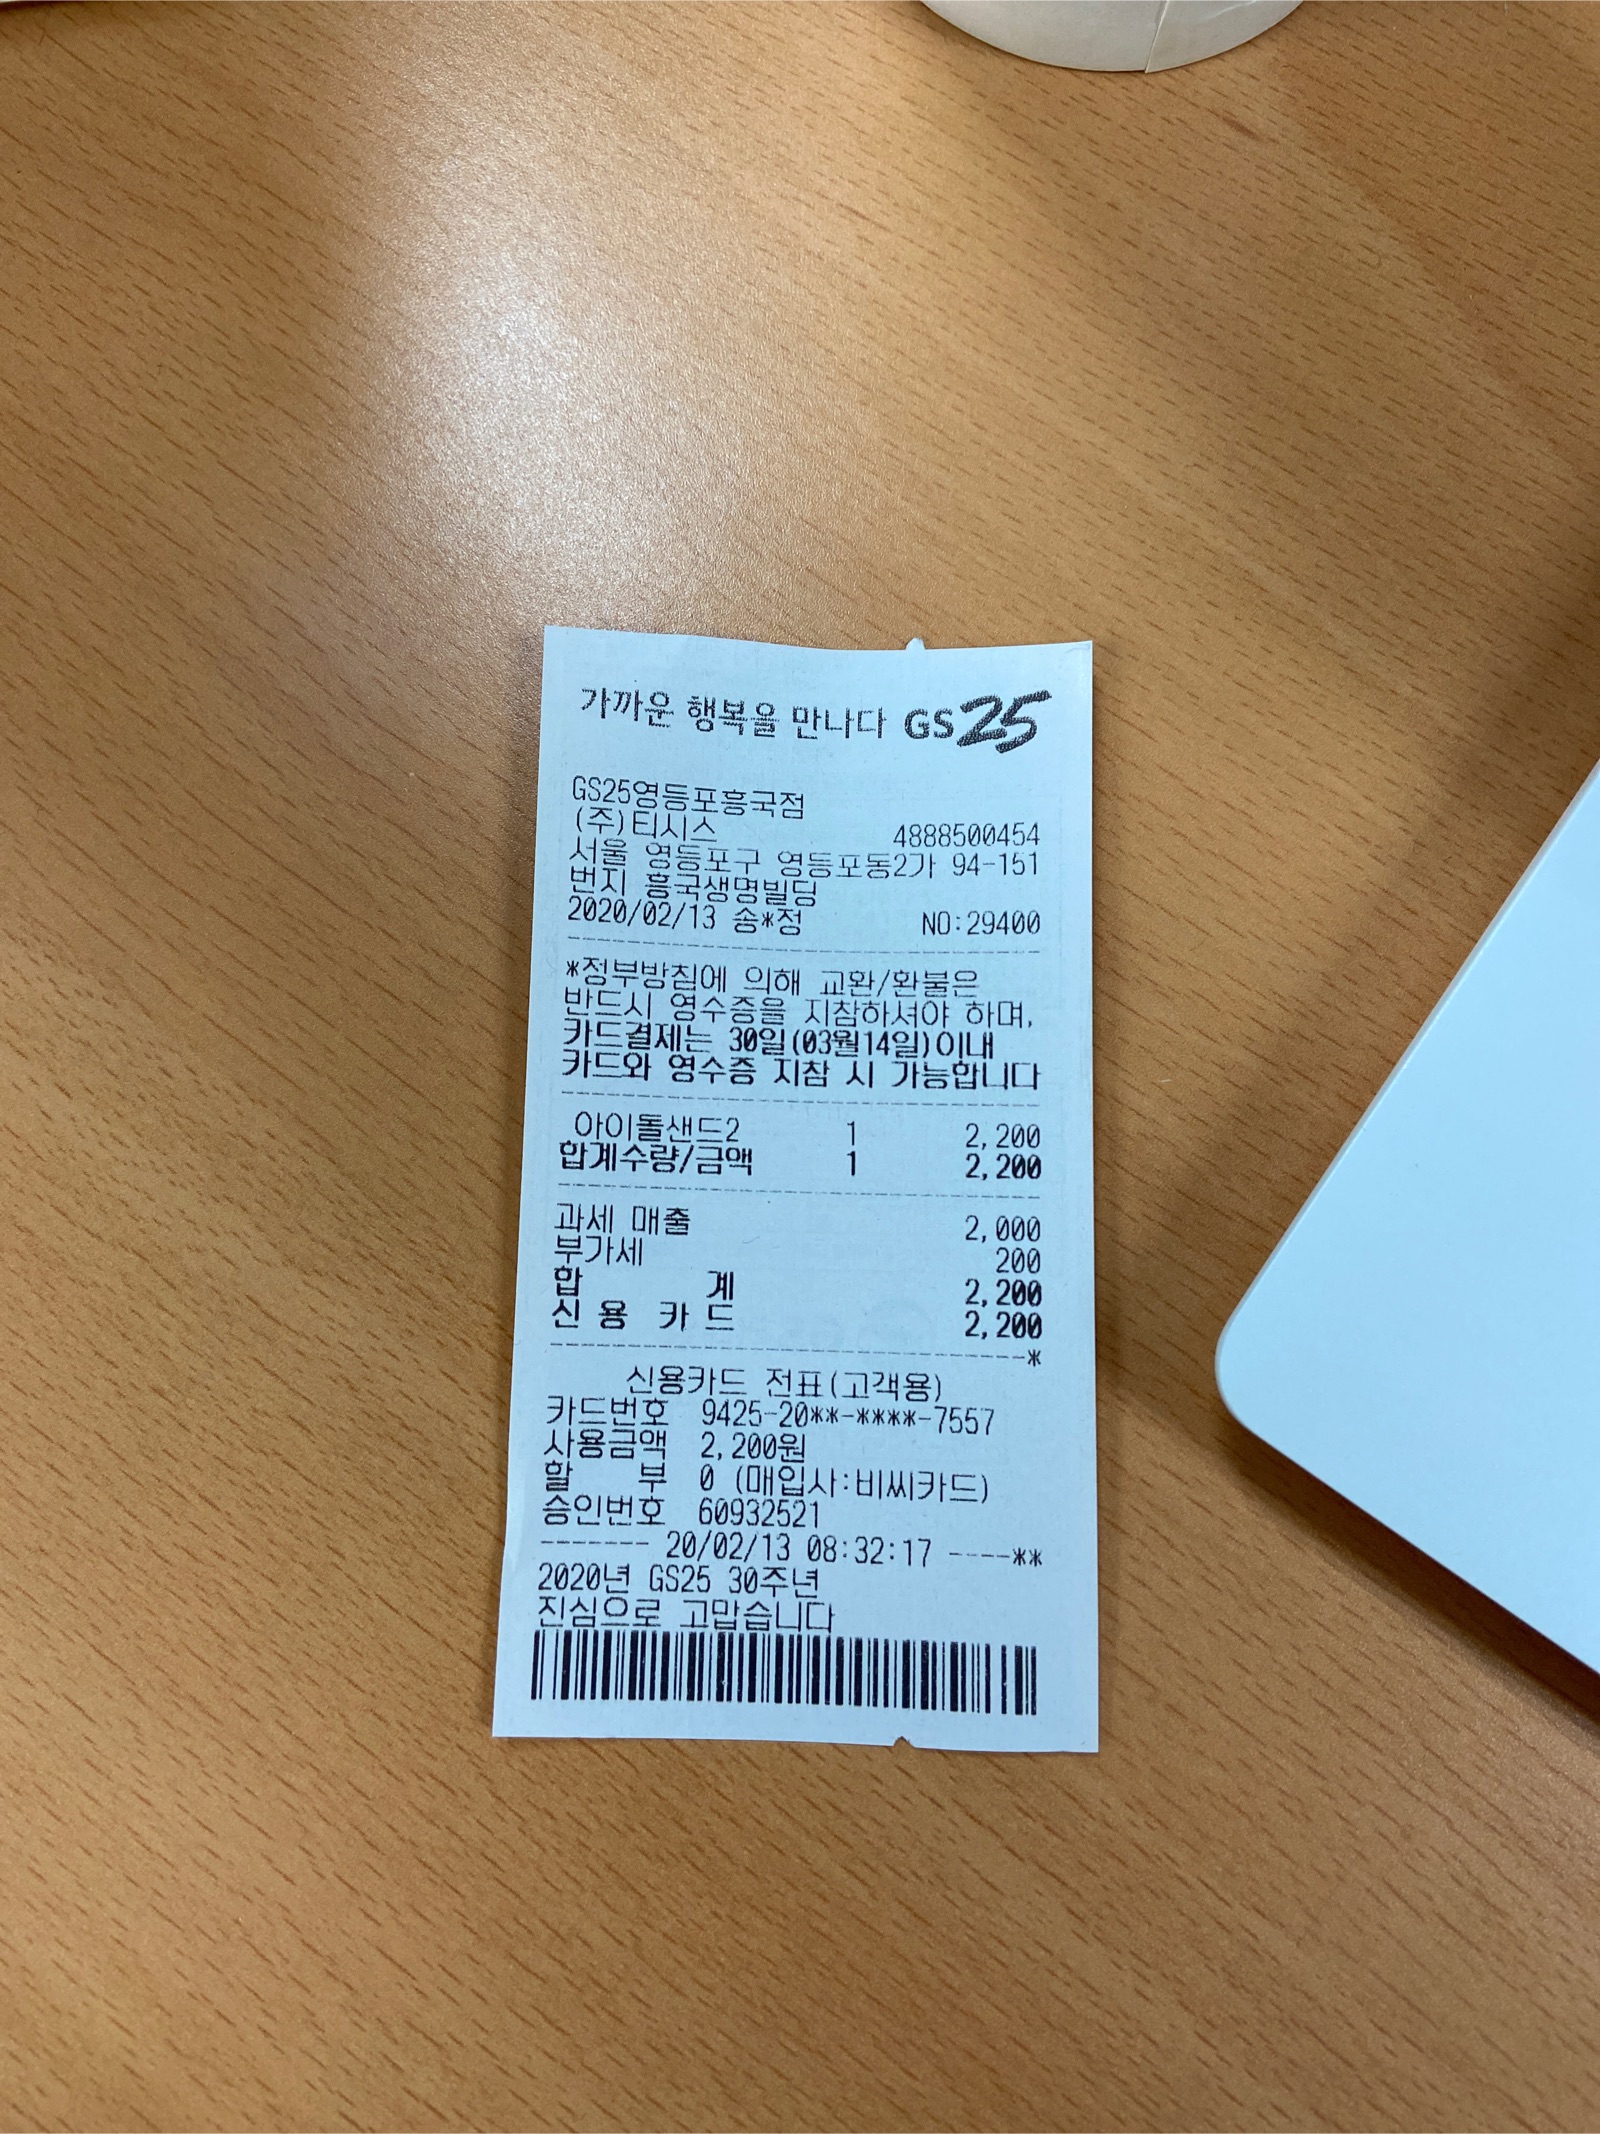 가까운 행복을 만나다 GS25
GS25영등포흥국점
(주)티시스 4888500454
서울 영등포구 영등포동2가 94-151
번지 흥국생명빌딩
2020/02/13 송*정 NO:29400
*정부방침에 의해 교환/환불은
반드시 영수증을 지참하셔야 하며,
카드결제는 30일(03월14일)이내
카드와 영수증 지참 시 가능합니다
아이돌샌드2 1 2,200
합계수량/금액 1 2,200
과세 매출 2,000
부가세 200
합 계 2,200
신 용 카 드 2,200
-----*
신용카드 전표(고객용)
카드번호 9425-20**-****-7557
사용금액 2,200원
할 부 0 (매입사:비씨카드)
승인번호 60932521
------- 20/02/13 08:32:17 ----**
2020년 GS25 30주년
진심으로 고맙습니다